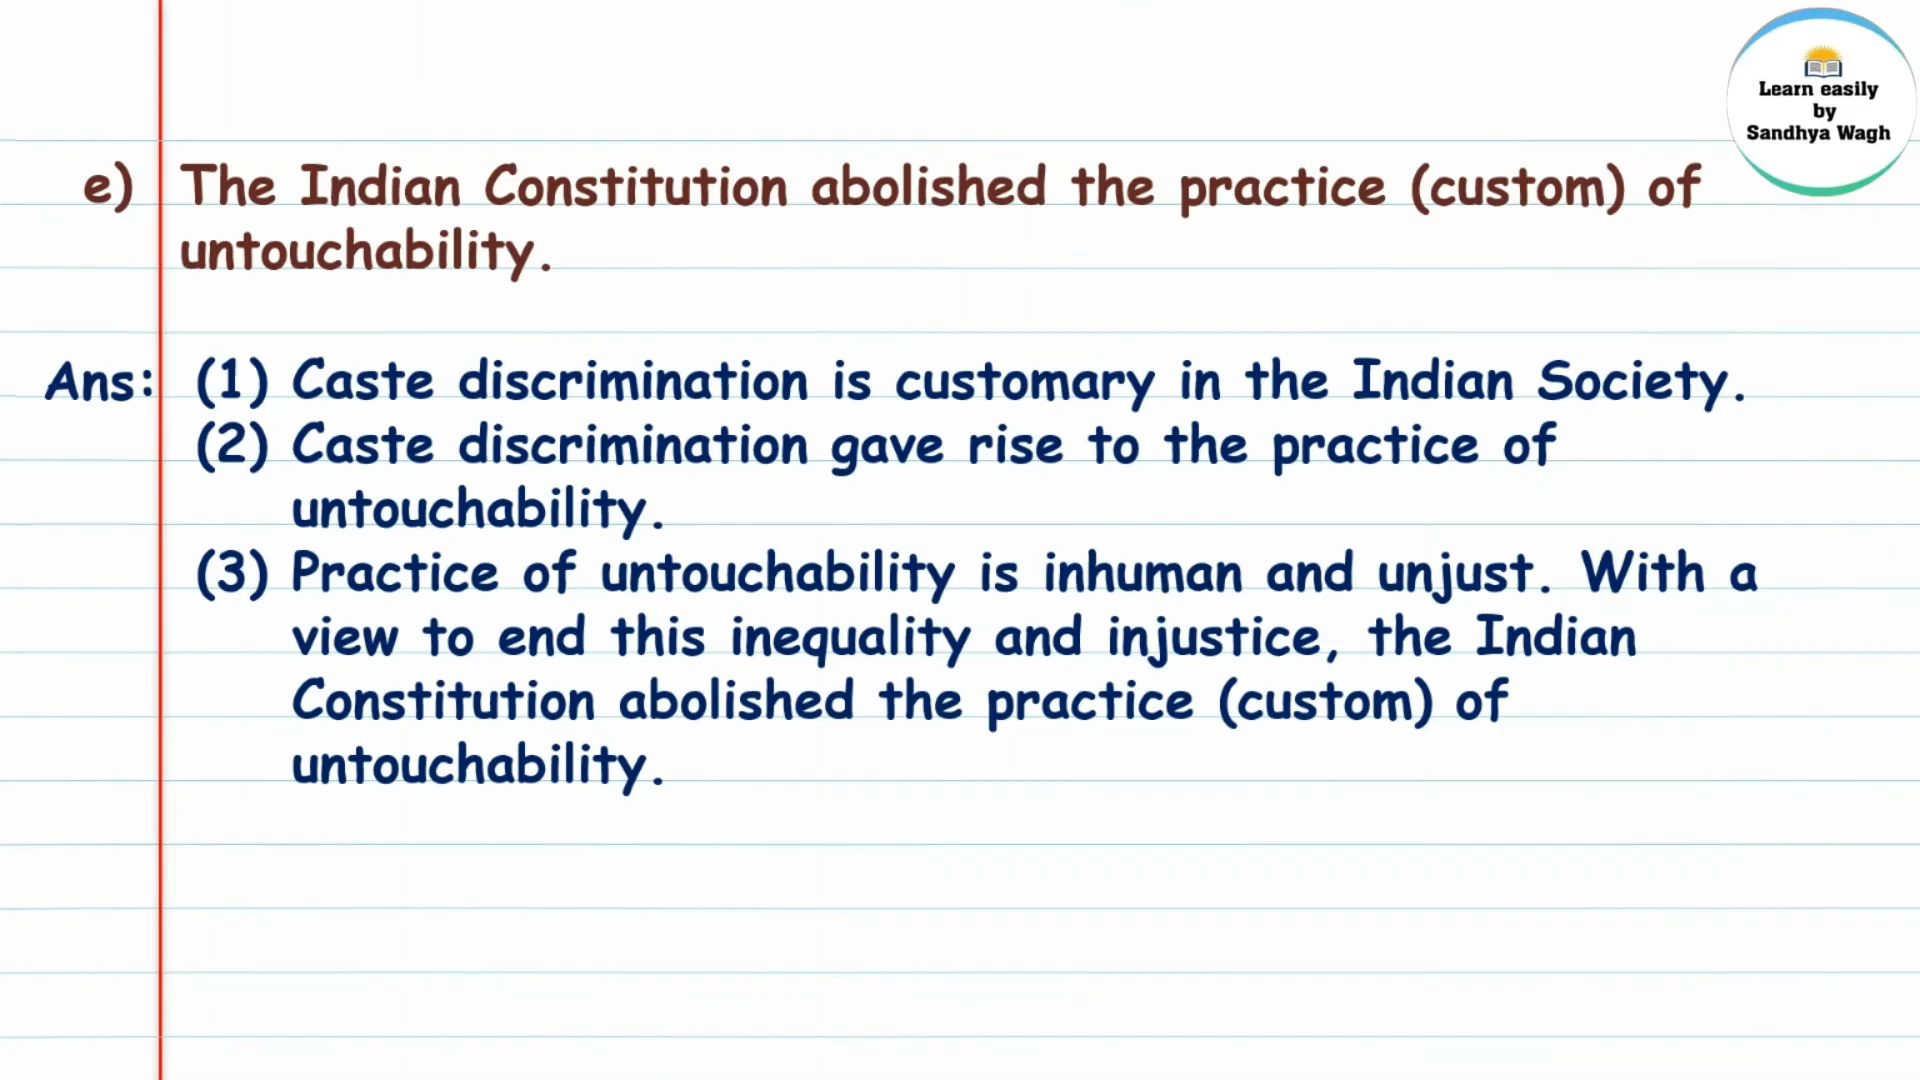 Learn easily
by
Sandhya Wagh
e) The Indian Constitution abolished the practice (custom) of
untouchability.
Ans: (1) Caste discrimination is customary in the Indian Society.
(2) Caste discrimination gave rise to the practice of
untouchability.
(3) Practice of untouchability is inhuman and unjust. With a
view to end this inequality and injustice, the Indian
Constitution abolished the practice (custom) of
untouchability.